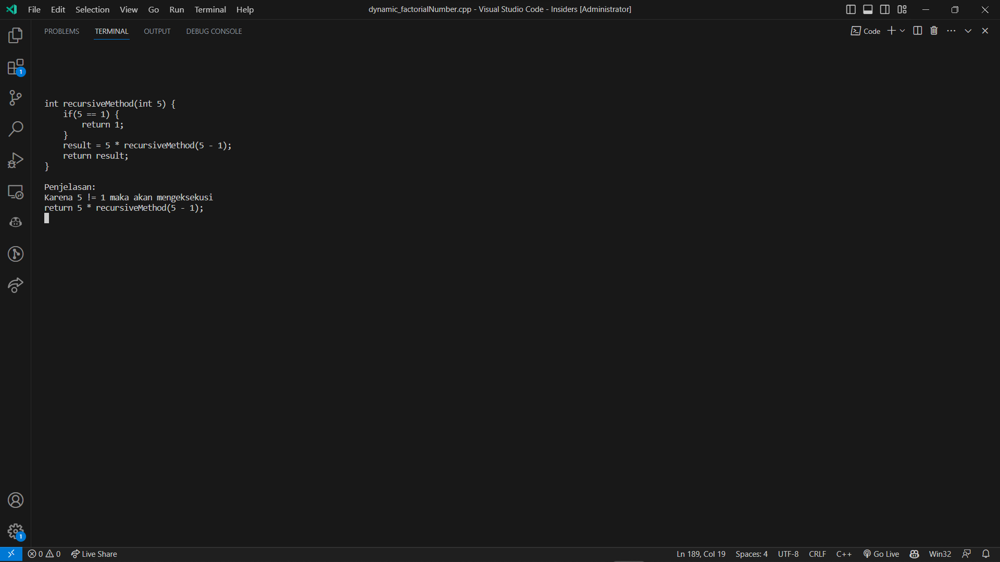 File Edit Selection View Go Run Terminal Help
dynamic_factorialNumber.cpp - Visual Studio Code - Insiders [Administrator]
PROBLEMS TERMINAL OUTPUT DEBUG CONSOLE
Code
1
int recursiveMethod(int 5) {
    if(5 == 1) {
        return 1;
    }
    result = 5 * recursiveMethod(5 - 1);
    return result;
}
Penjelasan:
Karena 5 != 1 maka akan mengeksekusi
return 5 * recursiveMethod(5 - 1);
1
0 0 Live Share
Ln 189, Col 19 Spaces: 4 UTF-8 CRLF C++ Go Live Win32